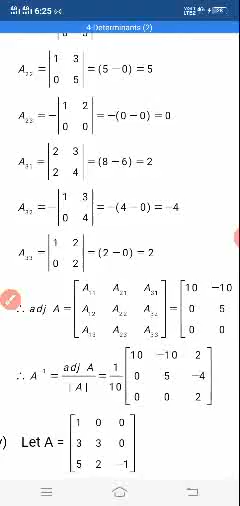 6:25
4-Determinants (2)
A₂₂ = |1 3; 0 5| = (5 − 0) = 5
A₂₃ = −|1 2; 0 0| = −(0 − 0) = 0
A₃₁ = |2 3; 2 4| = (8 − 6) = 2
A₃₂ = −|1 3; 0 4| = −(4 − 0) = −4
A₃₃ = |1 2; 0 2| = (2 − 0) = 2
∴ adj A = [A₁₁ A₂₁ A₃₁; A₁₂ A₂₂ A₃₂; A₁₃ A₂₃ A₃₃] = [10 −10; 0 5; 0 0
∴ A⁻¹ = adj A / |A| = 1/10 [10 −10 2; 0 5 −4; 0 0 2]
) Let A = [1 0 0; 3 3 0; 5 2 −1]